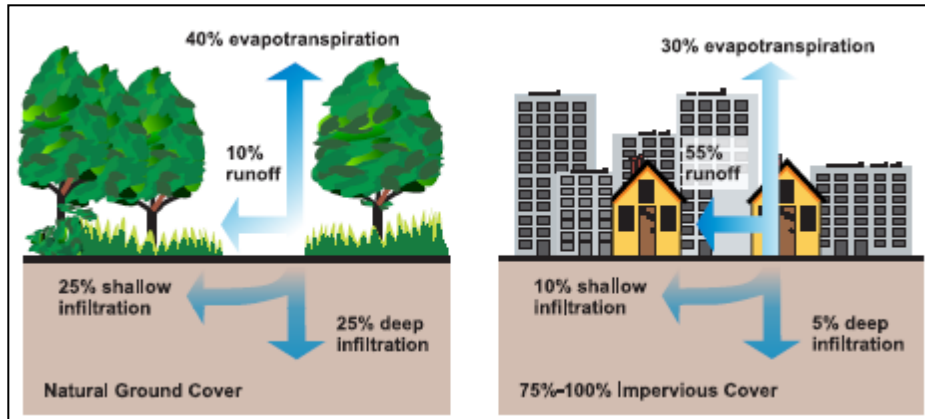 40% evapotranspiration
10%
runoff
25% shallow
infiltration
25% deep
infiltration
Natural Ground Cover
30% evapotranspiration
55%
runoff
10% shallow
infiltration
5% deep
infiltration
75%-100% Impervious Cover